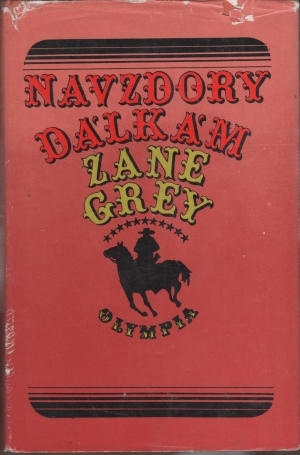 NAVZDORY
DÁLKÁM
ZANE
GREY
OLYMPIA